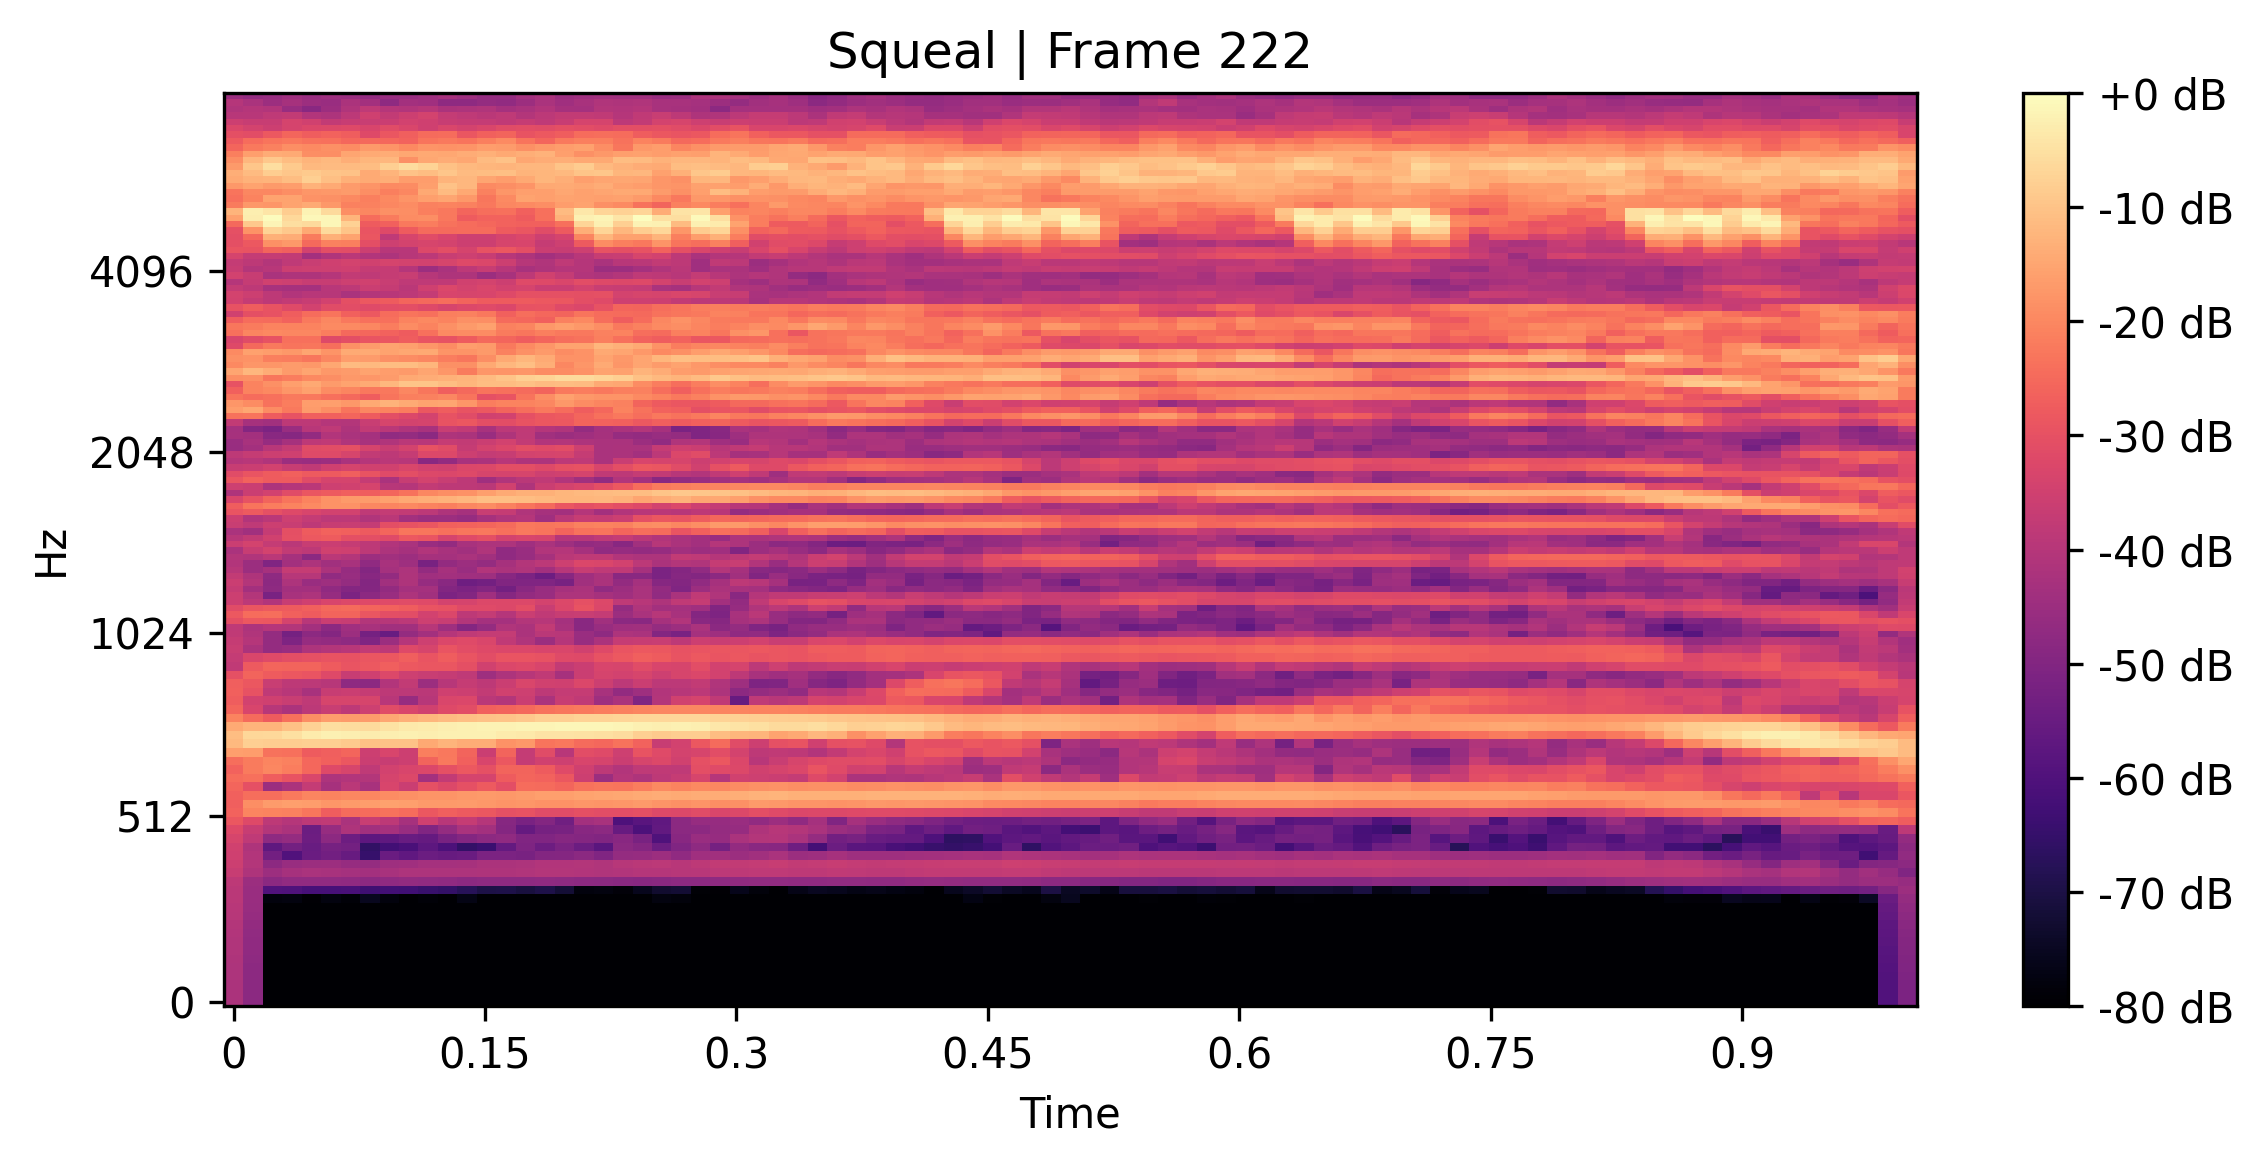 Squeal | Frame 222
Hz
4096
2048
1024
512
0
0
0.15
0.3
0.45
0.6
0.75
0.9
Time
+0 dB
-10 dB
-20 dB
-30 dB
-40 dB
-50 dB
-60 dB
-70 dB
-80 dB